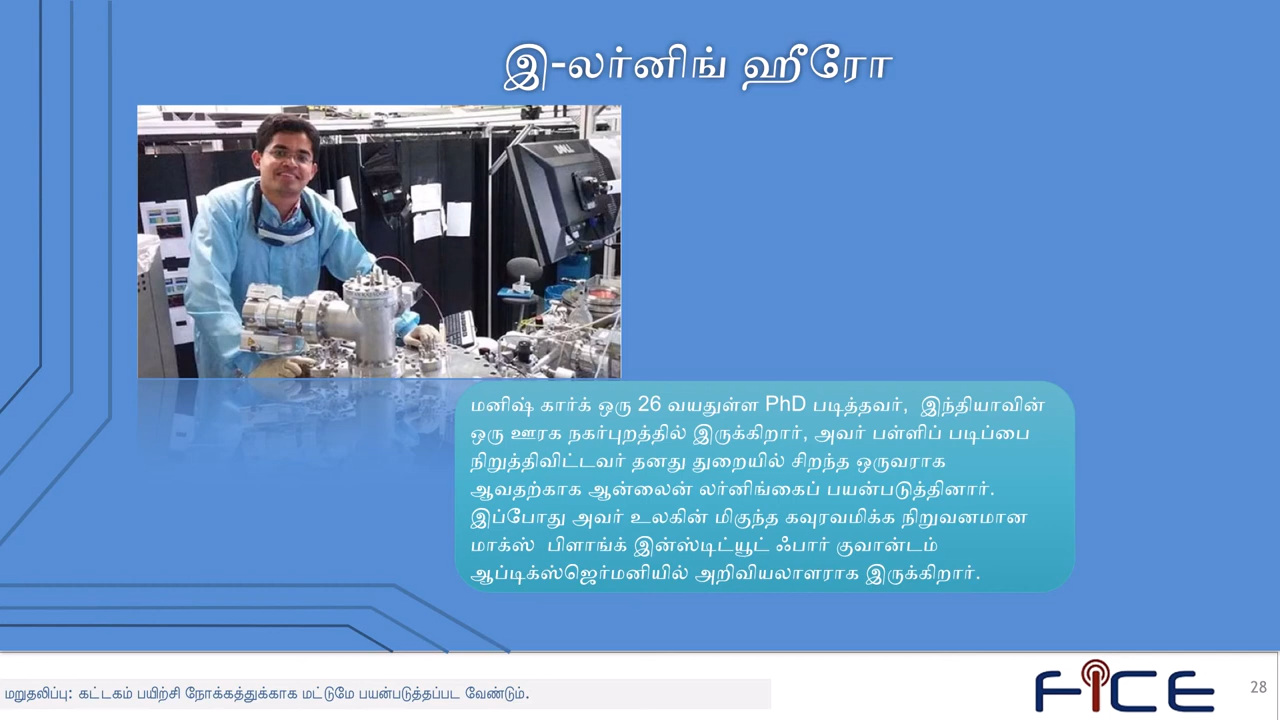 இ-லர்னிங் ஹீரோ
DELL
மனிஷ் கார்க் ஒரு 26 வயதுள்ள PhD படித்தவர், இந்தியாவின்
ஒரு ஊரக நகர்புறத்தில் இருக்கிறார், அவர் பள்ளிப் படிப்பை
நிறுத்திவிட்டவர் தனது துறையில் சிறந்த ஒருவராக
ஆவதற்காக ஆன்லைன் லர்னிங்கைப் பயன்படுத்தினார்.
இப்போது அவர் உலகின் மிகுந்த கவுரவமிக்க நிறுவனமான
மாக்ஸ் பிளாங்க் இன்ஸ்டிட்யூட் ஃபார் குவான்டம்
ஆப்டிக்ஸ்ஜெர்மனியில் அறிவியலாளராக இருக்கிறார்.
மறுதலிப்பு: கட்டகம் பயிற்சி நோக்கத்துக்காக மட்டுமே பயன்படுத்தப்பட வேண்டும்.
FiCE
28